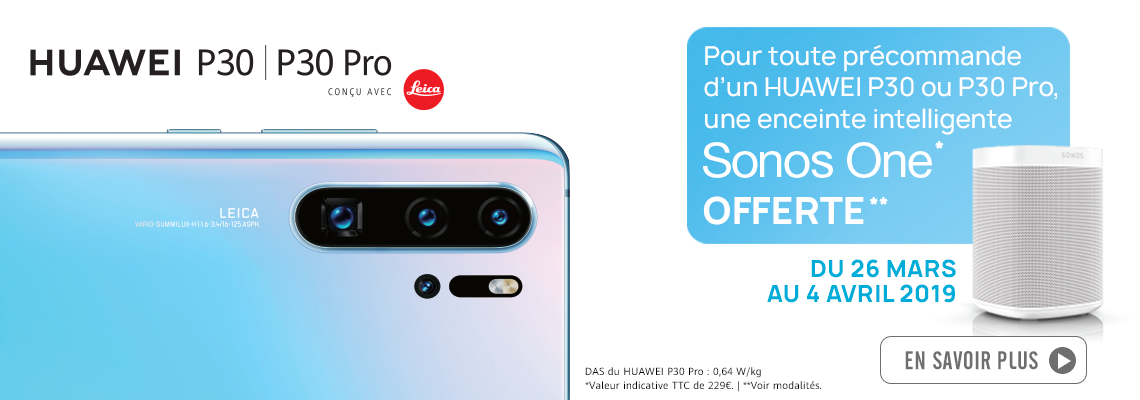 HUAWEI P30 | P30 Pro
CONÇU AVEC
Leica
LEICA
VARIO-SUMMILUX-H 1:1.6-3.4/16-125 ASPH.
Pour toute précommande
d'un HUAWEI P30 ou P30 Pro,
une enceinte intelligente
Sonos One*
OFFERTE**
SONOS
DU 26 MARS
AU 4 AVRIL 2019
EN SAVOIR PLUS
DAS du HUAWEI P30 Pro : 0,64 W/kg
*Valeur indicative TTC de 229€. | **Voir modalités.